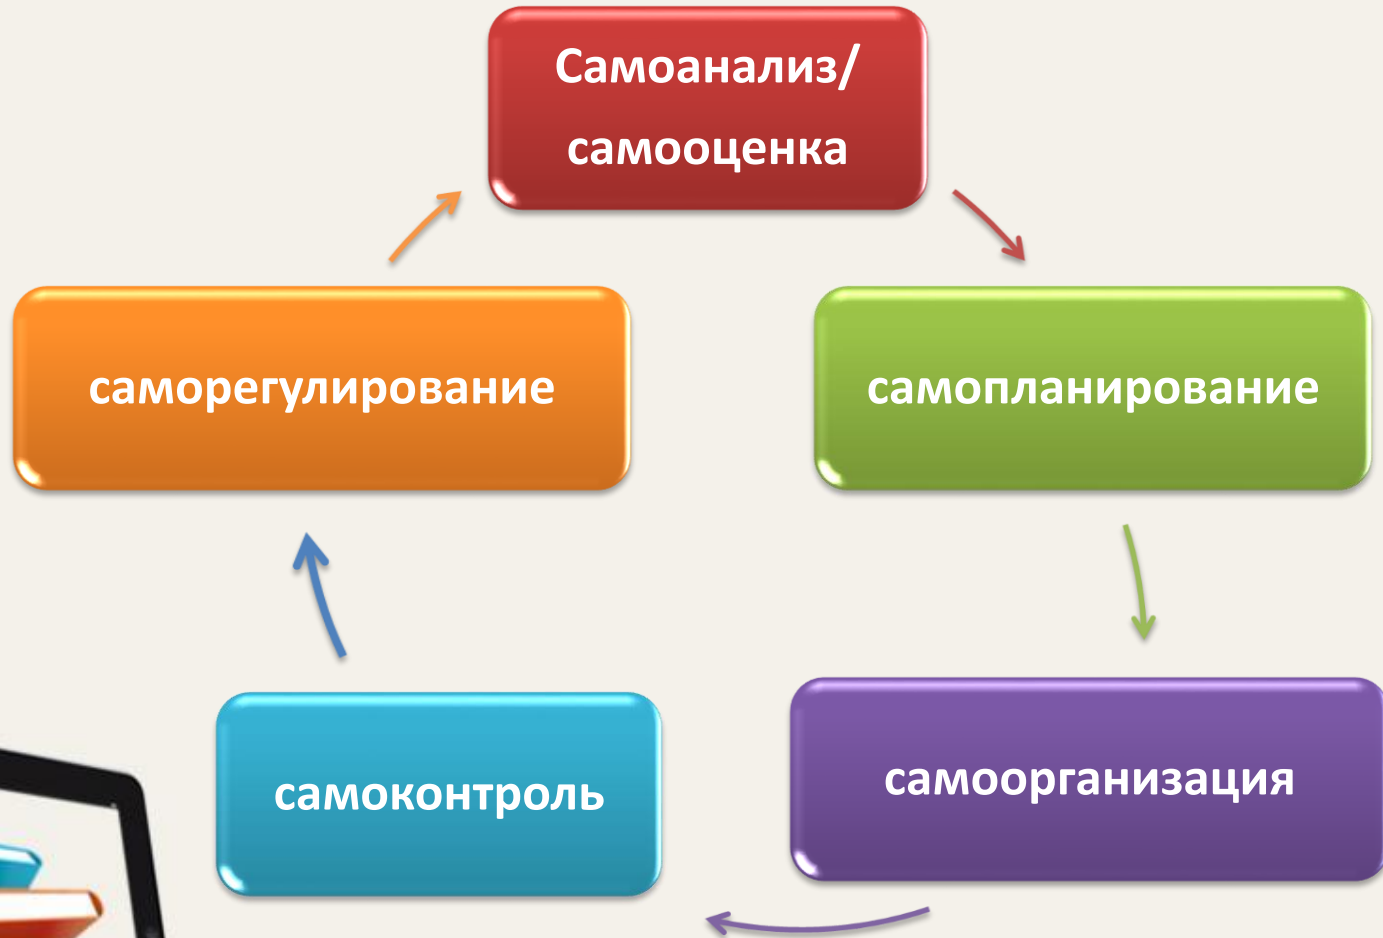 Самоанализ/
самооценка
саморегулирование
самопланирование
самоконтроль
самоорганизация